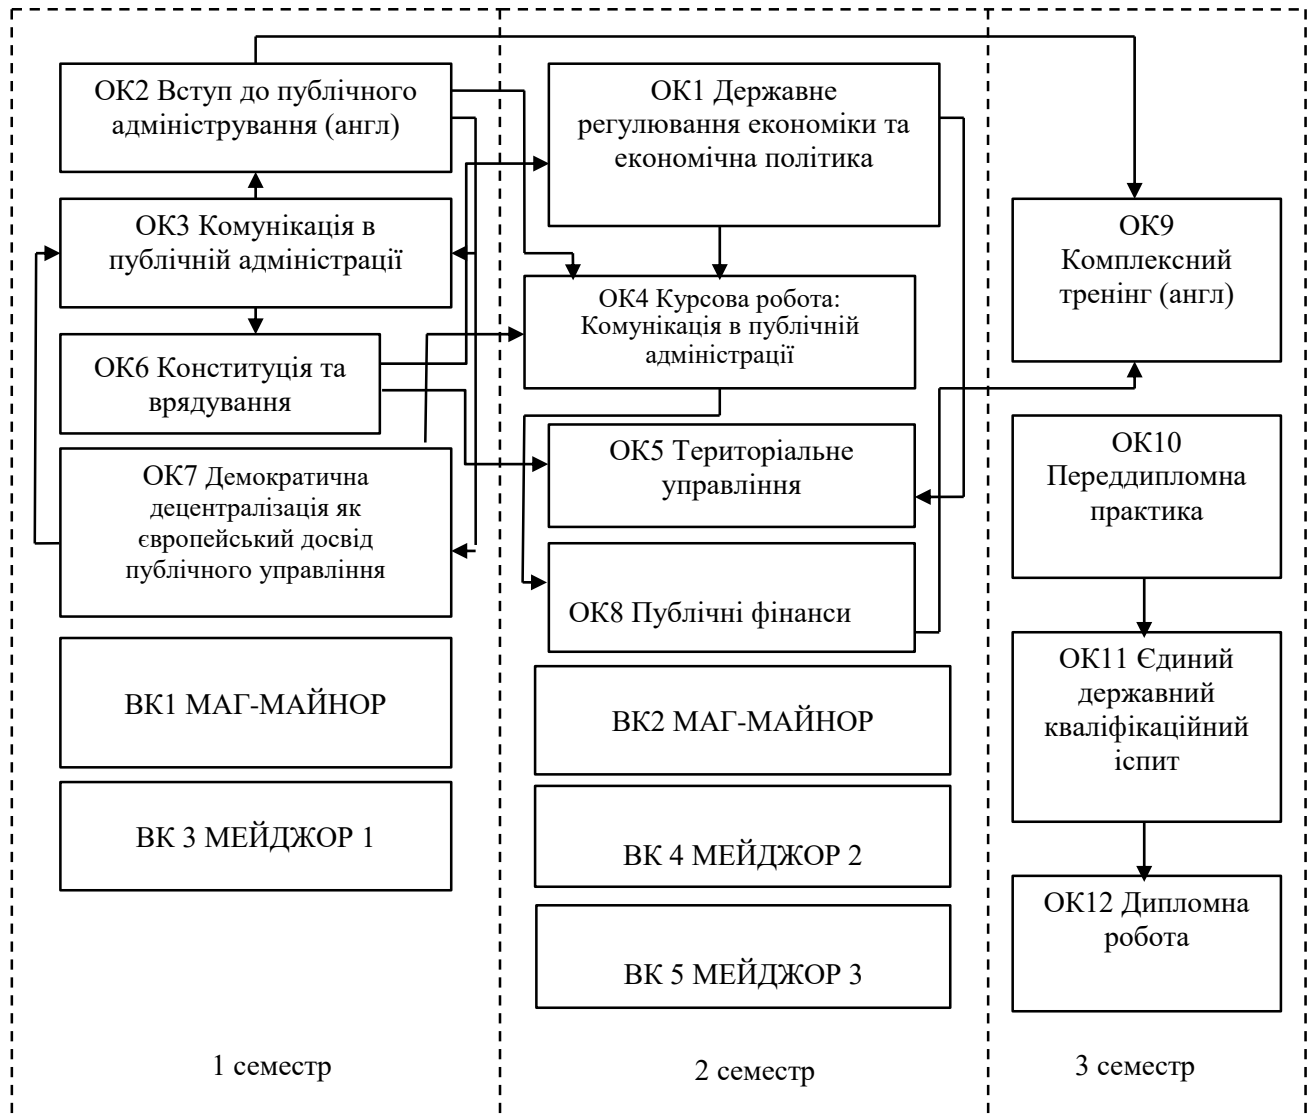 ОК2 Вступ до публічного
адміністрування (англ)
ОК3 Комунікація в
публічній адміністрації
ОК6 Конституція та
врядування
ОК7 Демократична
децентралізація як
європейський досвід
публічного управління
ВК1 МАГ-МАЙНОР
ВК 3 МЕЙДЖОР 1
1 семестр
ОК1 Державне
регулювання економіки та
економічна політика
ОК4 Курсова робота:
Комунікація в публічній
адміністрації
ОК5 Територіальне
управління
ОК8 Публічні фінанси
ВК2 МАГ-МАЙНОР
ВК 4 МЕЙДЖОР 2
ВК 5 МЕЙДЖОР 3
2 семестр
ОК9
Комплексний
тренінг (англ)
ОК10
Переддипломна
практика
ОК11 Єдиний
державний
кваліфікаційний
іспит
ОК12 Дипломна
робота
3 семестр